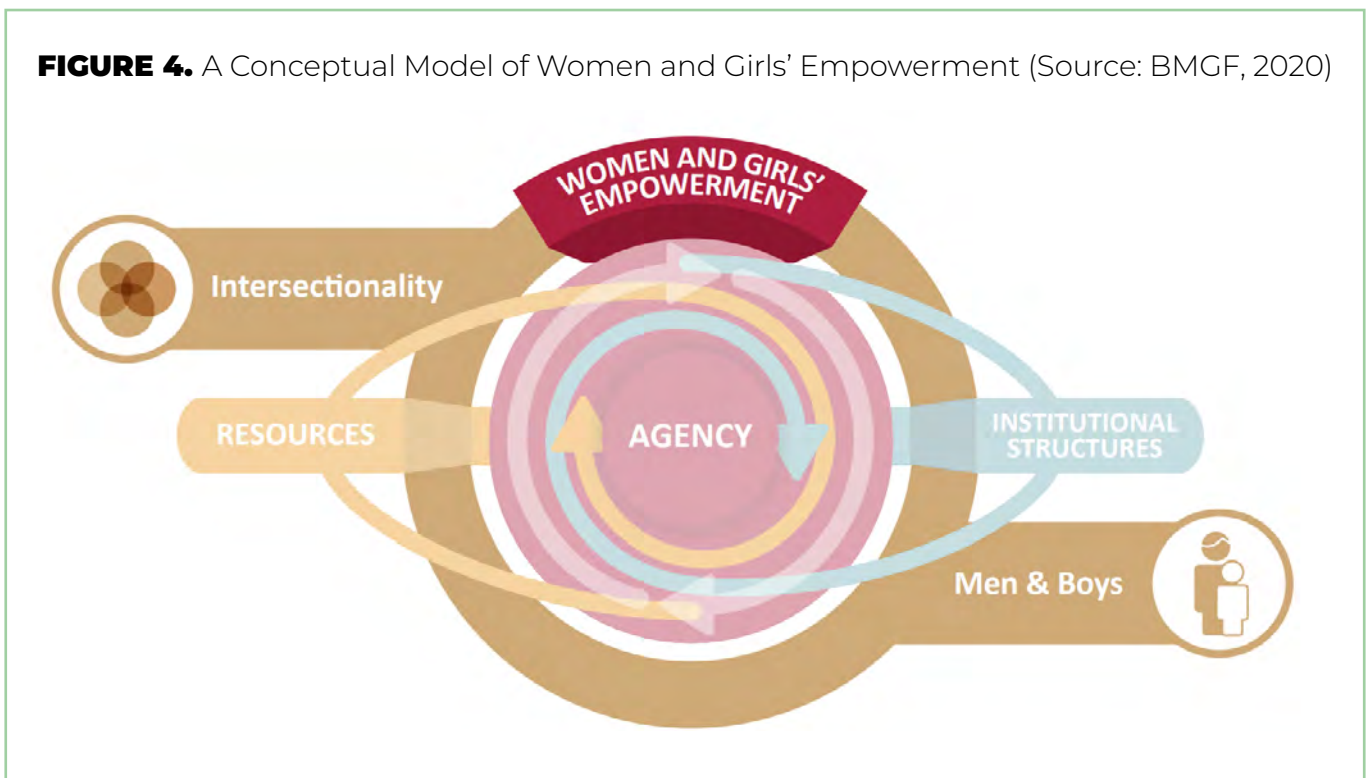 FIGURE 4. A Conceptual Model of Women and Girls’ Empowerment (Source: BMGF, 2020)
WOMEN AND GIRLS’
EMPOWERMENT
Intersectionality
RESOURCES
AGENCY
INSTITUTIONAL
STRUCTURES
Men & Boys